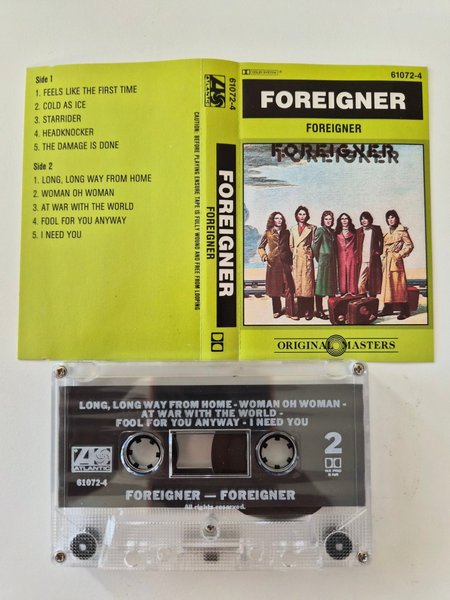 Side 1
1. FEELS LIKE THE FIRST TIME
2. COLD AS ICE
3. STARRIDER
4. HEADKNOCKER
5. THE DAMAGE IS DONE
Side 2
1. LONG, LONG WAY FROM HOME
2. WOMAN OH WOMAN
3. AT WAR WITH THE WORLD
4. FOOL FOR YOU ANYWAY
5. I NEED YOU
ATLANTIC
61072-4
CAUTION: BEFORE PLAYING ENSURE TAPE IS FULLY WOUND AND FREE FROM LOOPING
FOREIGNER
FOREIGNER
DOLBY SYSTEM
61072-4
FOREIGNER
FOREIGNER
FOREIGNER
ORIGINAL MASTERS
LONG, LONG WAY FROM HOME - WOMAN OH WOMAN -
AT WAR WITH THE WORLD -
FOOL FOR YOU ANYWAY - I NEED YOU
ATLANTIC
61072-4
2
FOREIGNER — FOREIGNER
All rights reserved.